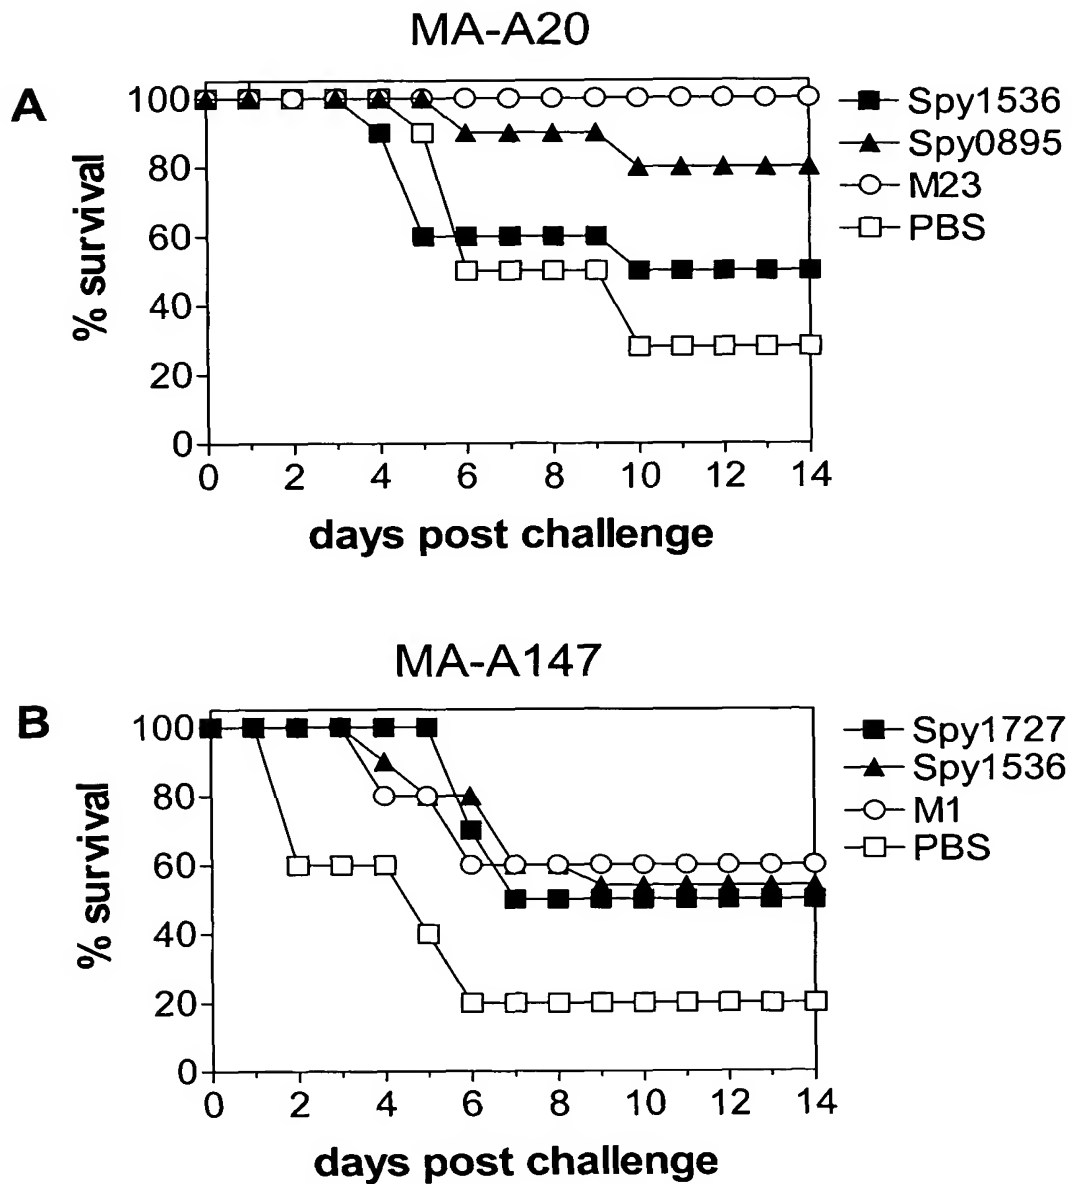 MA-A20
A
100
80
60
40
20
0
% survival
0 2 4 6 8 10 12 14
days post challenge
Spy1536
Spy0895
M23
PBS
MA-A147
B
100
80
60
40
20
0
% survival
0 2 4 6 8 10 12 14
days post challenge
Spy1727
Spy1536
M1
PBS